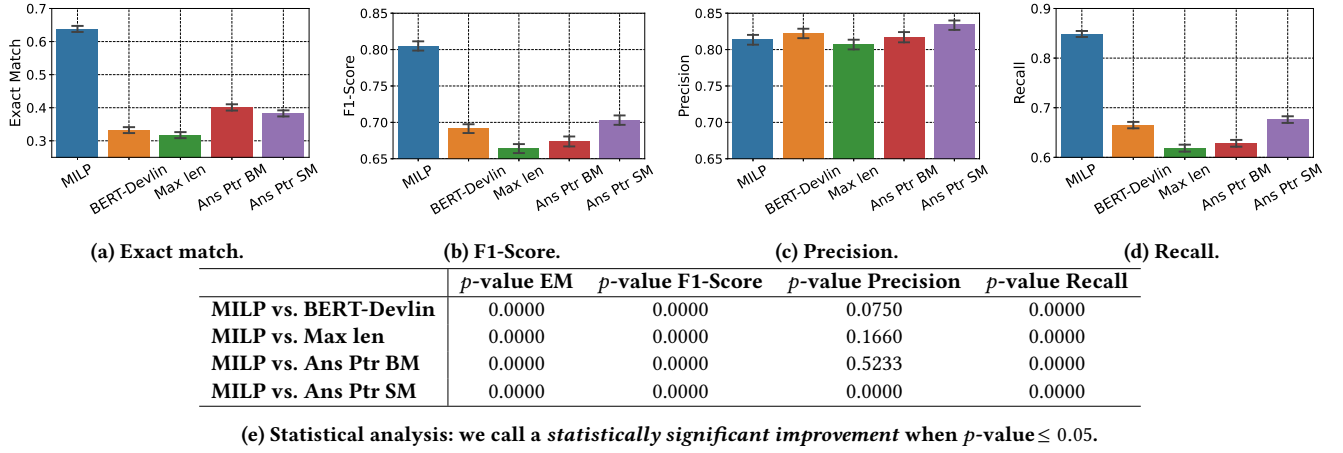 0.7
0.6
0.5
0.4
0.3
Exact Match
MILP
BERT-Devlin
Max len
Ans Ptr BM
Ans Ptr SM
(a) Exact match.
0.85
0.80
0.75
0.70
0.65
F1-Score
MILP
BERT-Devlin
Max len
Ans Ptr BM
Ans Ptr SM
(b) F1-Score.
0.85
0.80
0.75
0.70
0.65
Precision
MILP
BERT-Devlin
Max len
Ans Ptr BM
Ans Ptr SM
(c) Precision.
0.9
0.8
0.7
0.6
Recall
MILP
BERT-Devlin
Max len
Ans Ptr BM
Ans Ptr SM
(d) Recall.
p-value EM p-value F1-Score p-value Precision p-value Recall
MILP vs. BERT-Devlin 0.0000 0.0000 0.0750 0.0000
MILP vs. Max len 0.0000 0.0000 0.1660 0.0000
MILP vs. Ans Ptr BM 0.0000 0.0000 0.5233 0.0000
MILP vs. Ans Ptr SM 0.0000 0.0000 0.0000 0.0000
(e) Statistical analysis: we call a statistically significant improvement when p-value ≤ 0.05.